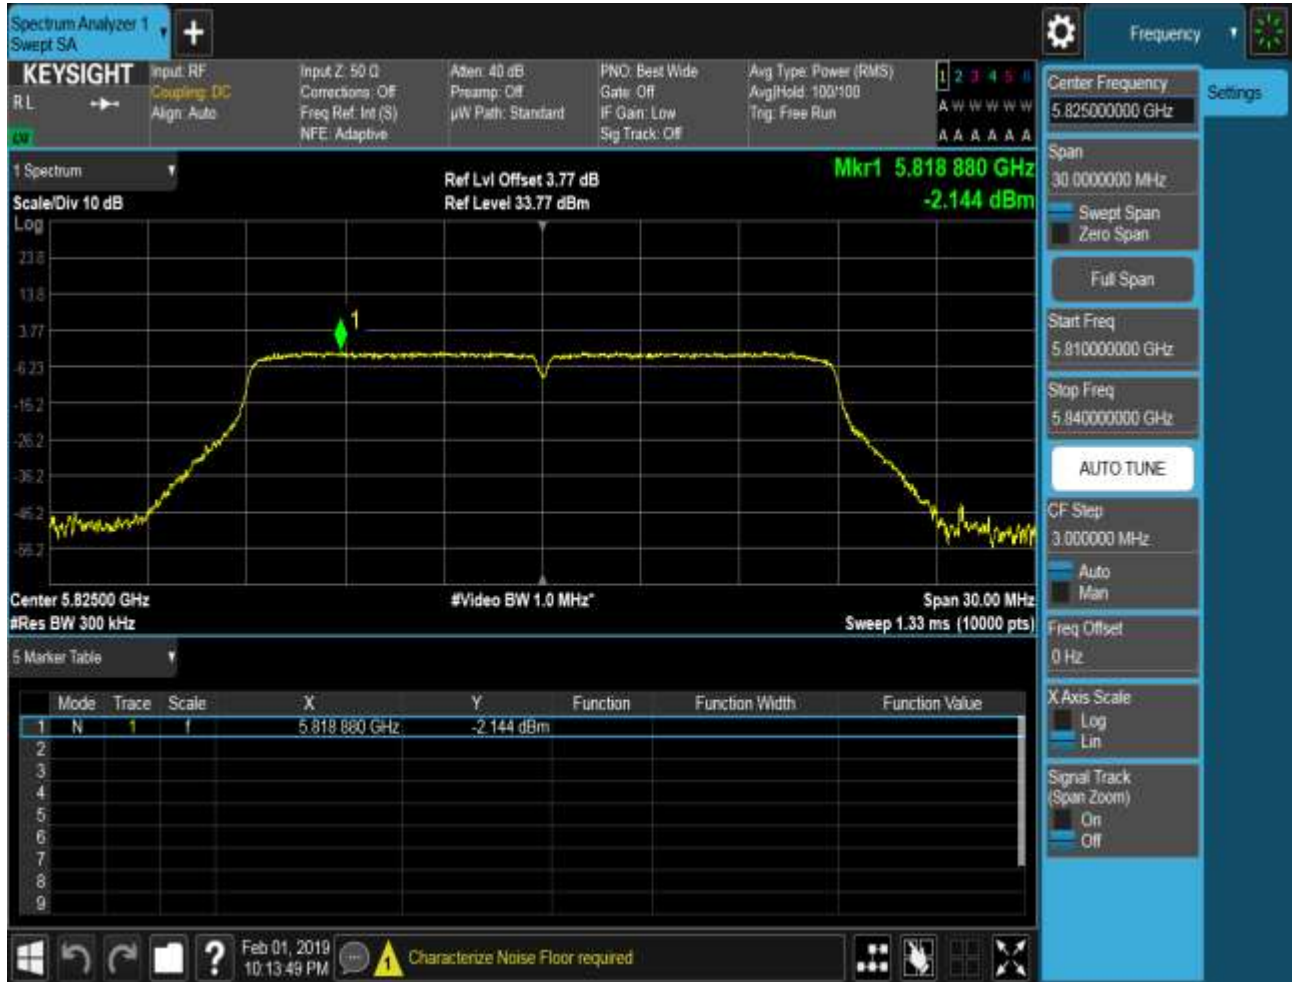 Spectrum Analyzer 1
Swept SA
Frequency
KEYSIGHT
R L
Input: RF
Coupling: DC
Align: Auto
Input Z: 50 Ω
Corrections: Off
Freq Ref: Int (S)
NFE: Adaptive
Atten: 40 dB
Preamp: Off
µW Path: Standard
PNO: Best Wide
Gate: Off
IF Gain: Low
Sig Track: Off
Avg Type: Power (RMS)
Avg|Hold: 100/100
Trig: Free Run
1 2 3 4 5 6
A W W W W W
A A A A A A
1 Spectrum
Scale/Div 10 dB
Ref Lvl Offset 3.77 dB
Ref Level 33.77 dBm
Mkr1 5.818 880 GHz
-2.144 dBm
Log
23.8
13.8
3.77
-6.23
-16.2
-26.2
-36.2
-46.2
-56.2
1
Center 5.82500 GHz
#Res BW 300 kHz
#Video BW 1.0 MHz*
Span 30.00 MHz
Sweep 1.33 ms (10000 pts)
5 Marker Table
Mode Trace Scale X Y Function Function Width Function Value
1 N 1 f 5.818 880 GHz -2.144 dBm
2
3
4
5
6
7
8
9
Feb 01, 2019
10:13:49 PM
?
1
Characterize Noise Floor required
Center Frequency
5.825000000 GHz
Settings
Span
30.0000000 MHz
Swept Span
Zero Span
Full Span
Start Freq
5.810000000 GHz
Stop Freq
5.840000000 GHz
AUTO TUNE
CF Step
3.000000 MHz
Auto
Man
Freq Offset
0 Hz
X Axis Scale
Log
Lin
Signal Track
(Span Zoom)
On
Off